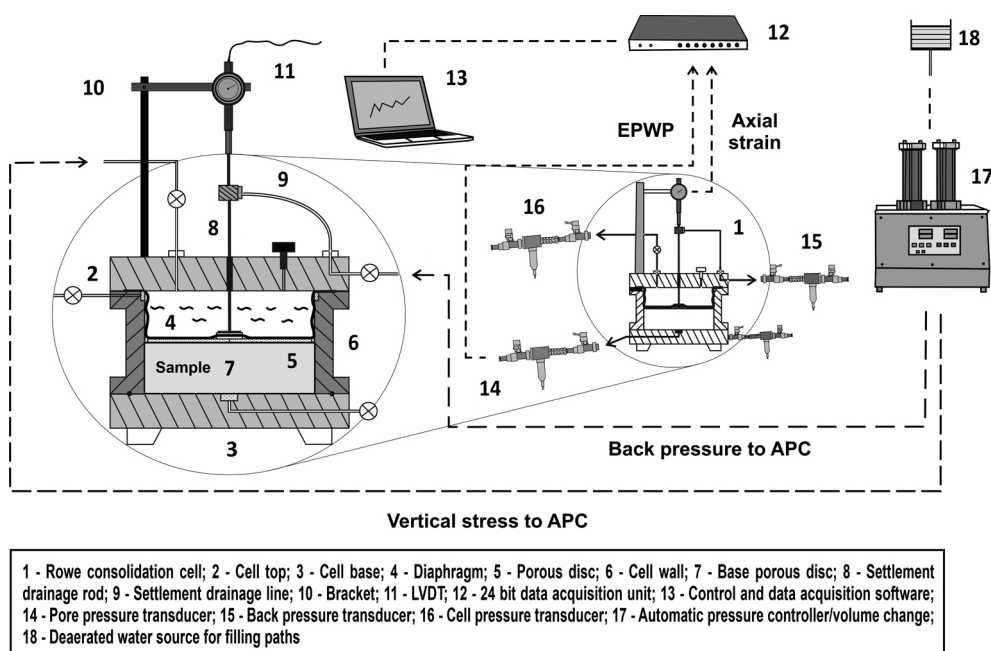 11
10
13
12
18
EPWP
Axial
strain
9
17
16
8
1
15
2
4
6
5
Sample 7
14
3
Back pressure to APC
Vertical stress to APC
1 - Rowe consolidation cell; 2 - Cell top; 3 - Cell base; 4 - Diaphragm; 5 - Porous disc; 6 - Cell wall; 7 - Base porous disc; 8 - Settlement
drainage rod; 9 - Settlement drainage line; 10 - Bracket; 11 - LVDT; 12 - 24 bit data acquisition unit; 13 - Control and data acquisition software;
14 - Pore pressure transducer; 15 - Back pressure transducer; 16 - Cell pressure transducer; 17 - Automatic pressure controller/volume change;
18 - Deaerated water source for filling paths